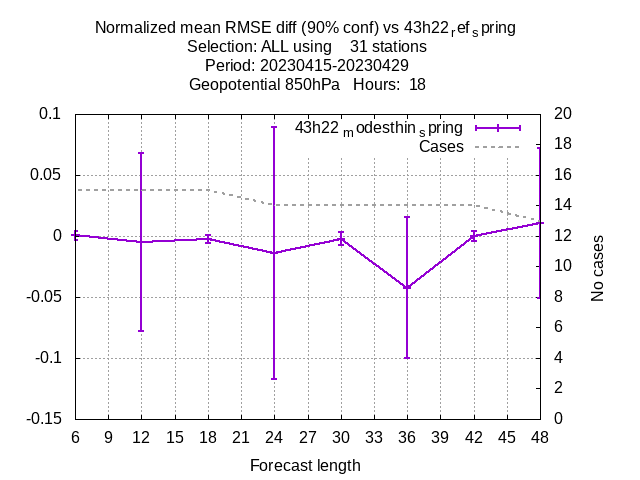 Normalized mean RMSE diff (90% conf) vs 43h22refspring
Selection: ALL using 31 stations
Period: 20230415-20230429
Geopotential 850hPa Hours: 18
43h22modesthinspring
Cases
0.1
0.05
0
-0.05
-0.1
-0.15
20
18
16
14
12
10
8
6
4
2
0
No cases
6 9 12 15 18 21 24 27 30 33 36 39 42 45 48
Forecast length